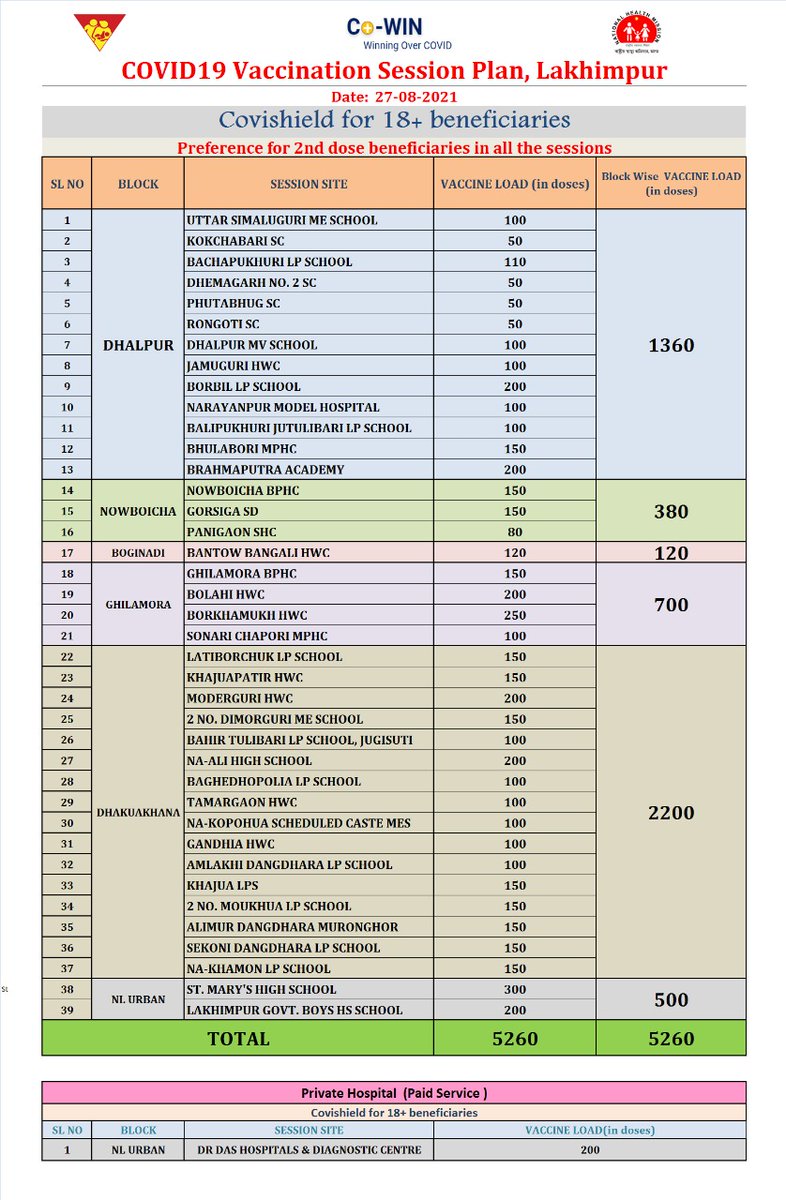 CO-WIN
Winning Over COVID
NATIONAL HEALTH MISSION
COVID19 Vaccination Session Plan, Lakhimpur
Date: 27-08-2021
Covishield for 18+ beneficiaries
Preference for 2nd dose beneficiaries in all the sessions
SL NO BLOCK SESSION SITE VACCINE LOAD (in doses) Block Wise VACCINE LOAD (in doses)
1 DHALPUR UTTAR SIMALUGURI ME SCHOOL 100 1360
2 KOKCHABARI SC 50
3 BACHAPUKHURI LP SCHOOL 110
4 DHEMAGARH NO. 2 SC 50
5 PHUTABHUG SC 50
6 RONGOTI SC 50
7 DHALPUR MV SCHOOL 100
8 JAMUGURI HWC 100
9 BORBIL LP SCHOOL 200
10 NARAYANPUR MODEL HOSPITAL 100
11 BALIPUKHURI JUTULIBARI LP SCHOOL 100
12 BHULABORI MPHC 150
13 BRAHMAPUTRA ACADEMY 200
14 NOWBOICHA NOWBOICHA BPHC 150 380
15 GORSIGA SD 150
16 PANIGAON SHC 80
17 BOGINADI BANTOW BANGALI HWC 120 120
18 GHILAMORA GHILAMORA BPHC 150 700
19 BOLAHI HWC 200
20 BORKHAMUKH HWC 250
21 SONARI CHAPORI MPHC 100
22 DHAKUAKHANA LATIBORCHUK LP SCHOOL 150 2200
23 KHAJUAPATIR HWC 150
24 MODERGURI HWC 200
25 2 NO. DIMORGURI ME SCHOOL 150
26 BAHIR TULIBARI LP SCHOOL, JUGISUTI 100
27 NA-ALI HIGH SCHOOL 200
28 BAGHEDHOPOLIA LP SCHOOL 100
29 TAMARGAON HWC 100
30 NA-KOPOHUA SCHEDULED CASTE MES 100
31 GANDHIA HWC 100
32 AMLAKHI DANGDHARA LP SCHOOL 100
33 KHAJUA LPS 150
34 2 NO. MOUKHUA LP SCHOOL 150
35 ALIMUR DANGDHARA MURONGHOR 150
36 SEKONI DANGDHARA LP SCHOOL 150
37 NA-KHAMON LP SCHOOL 150
38 NL URBAN ST. MARY'S HIGH SCHOOL 300 500
39 LAKHIMPUR GOVT. BOYS HS SCHOOL 200
TOTAL 5260 5260
Private Hospital (Paid Service )
Covishield for 18+ beneficiaries
SL NO BLOCK SESSION SITE VACCINE LOAD(in doses)
1 NL URBAN DR DAS HOSPITALS & DIAGNOSTIC CENTRE 200